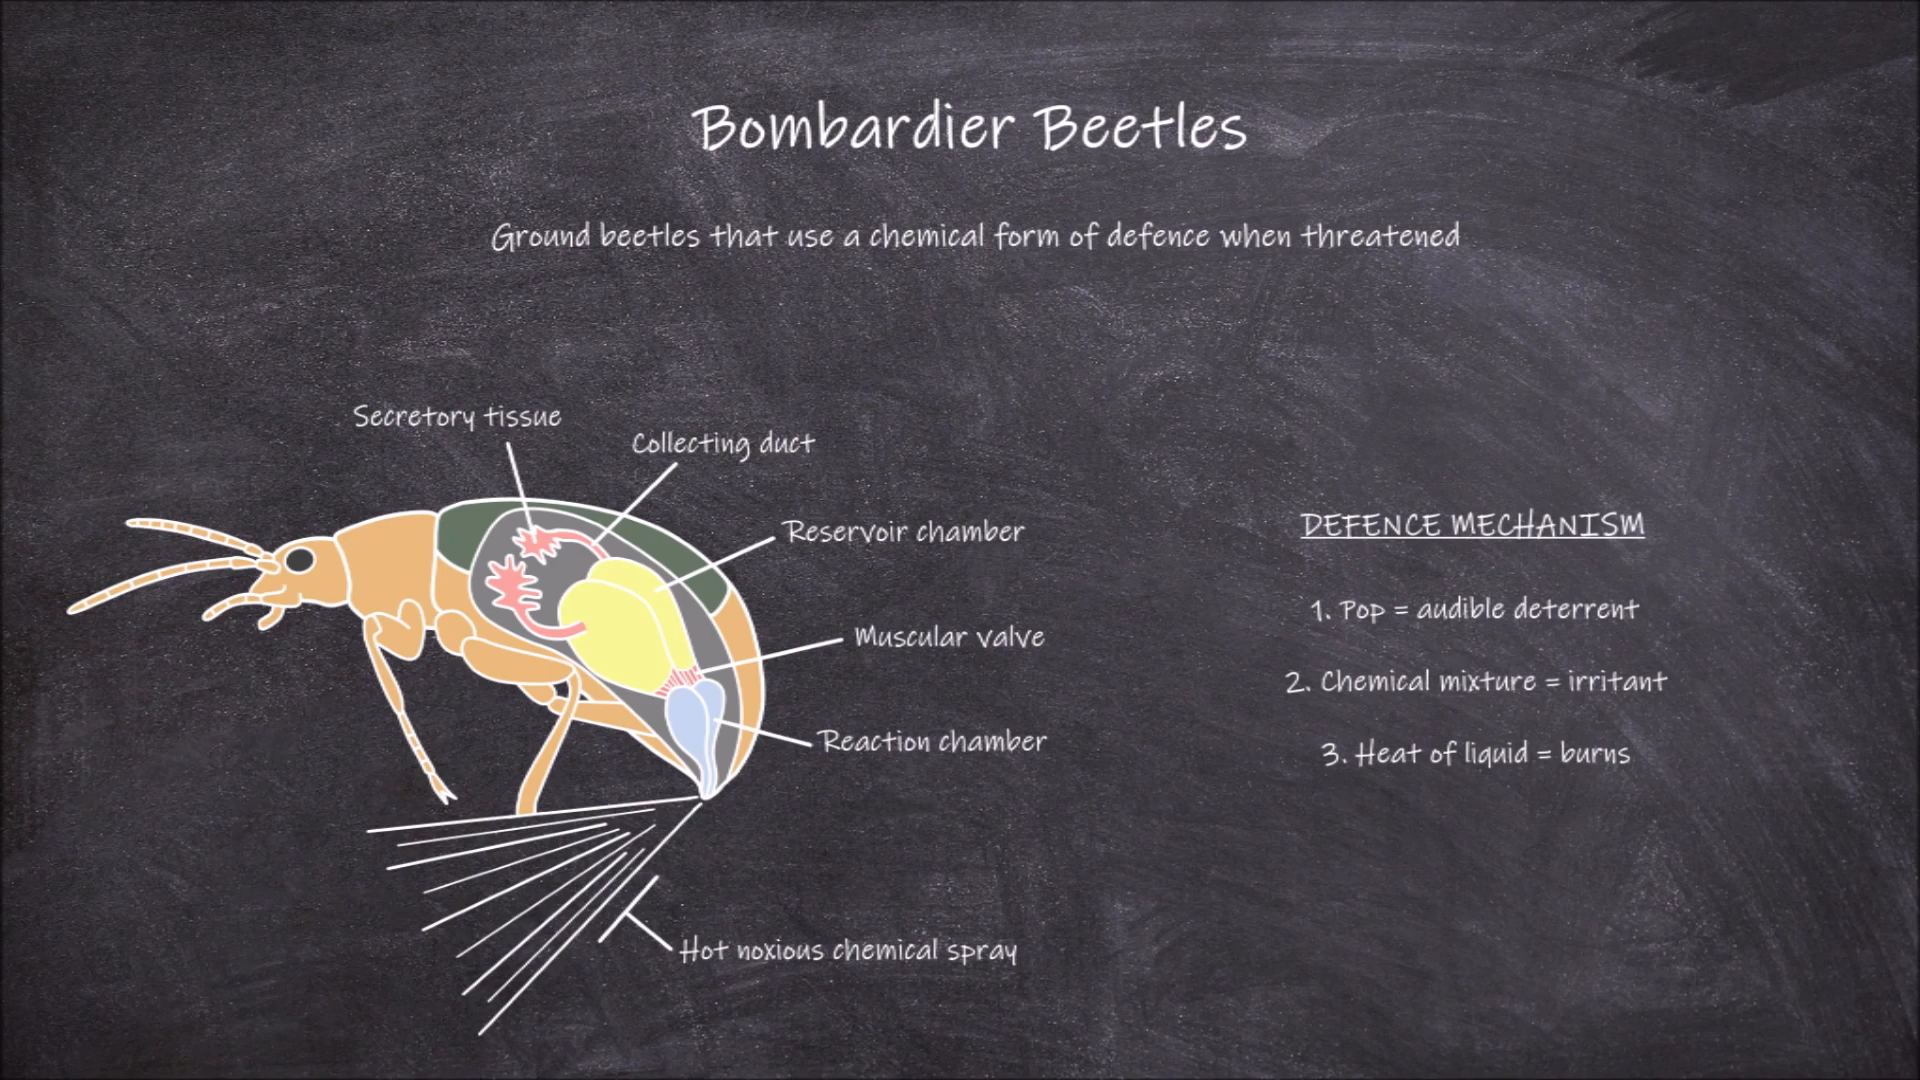 Bombardier Beetles
Ground beetles that use a chemical form of defence when threatened
Secretory tissue
Collecting duct
Reservoir chamber
Muscular valve
Reaction chamber
Hot noxious chemical spray
DEFENCE MECHANISM
1. Pop = audible deterrent
2. Chemical mixture = irritant
3. Heat of liquid = burns